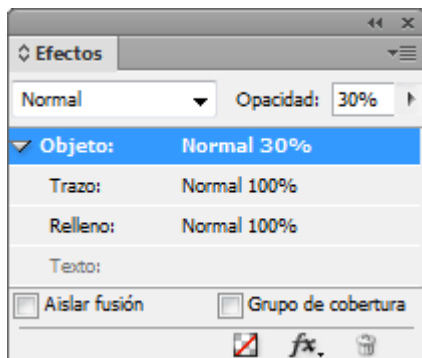 Efectos
Normal Opacidad: 30%
Objeto: Normal 30%
Trazo: Normal 100%
Relleno: Normal 100%
Texto:
Aislar fusión Grupo de cobertura
fx.